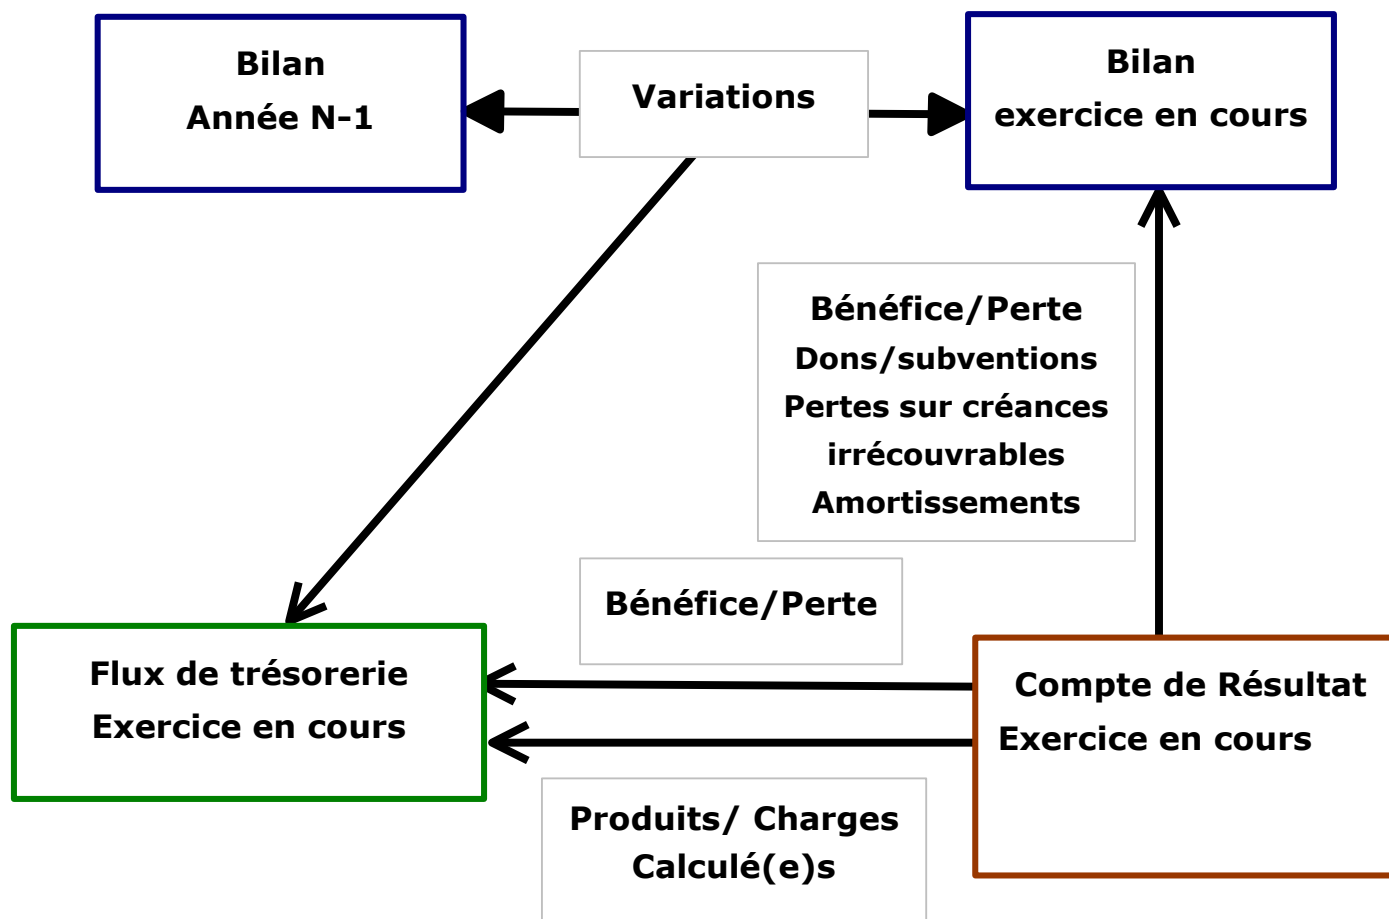 Bilan
Année N-1
Variations
Bilan
exercice en cours
Bénéfice/Perte
Dons/subventions
Pertes sur créances
irrécouvrables
Amortissements
Bénéfice/Perte
Flux de trésorerie
Exercice en cours
Compte de Résultat
Exercice en cours
Produits/ Charges
Calculé(e)s